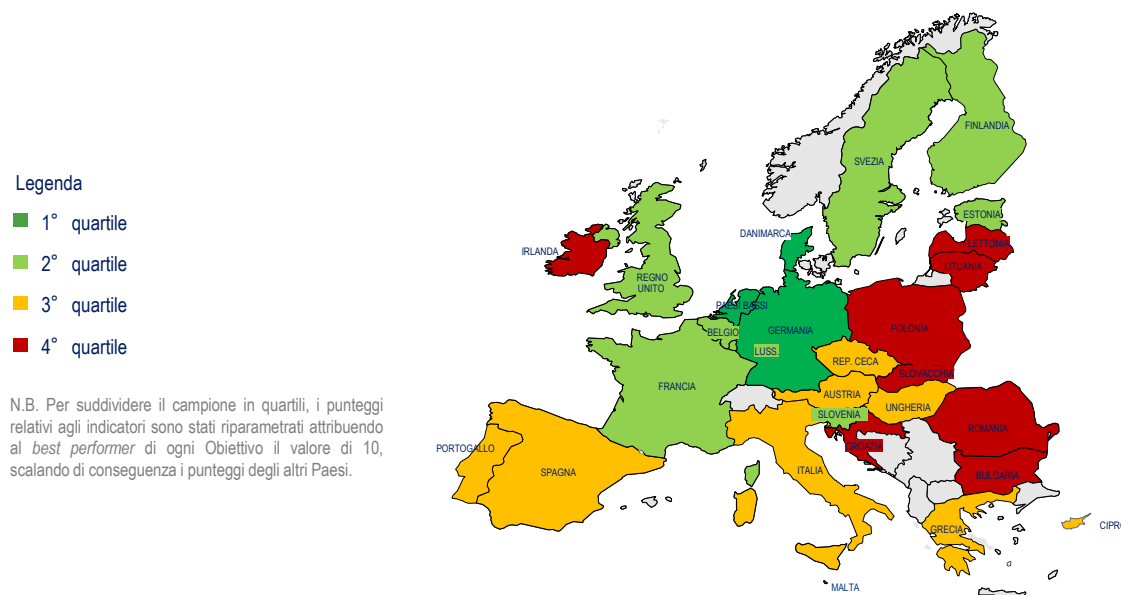 Legenda
1° quartile
2° quartile
3° quartile
4° quartile
N.B. Per suddividere il campione in quartili, i punteggi
relativi agli indicatori sono stati riparametrati attribuendo
al best performer di ogni Obiettivo il valore di 10,
scalando di conseguenza i punteggi degli altri Paesi.
FINLANDIA
SVEZIA
ESTONIA
DANIMARCA
LETTONIA
IRLANDA
LITUANIA
REGNO
UNITO
PAESI BASSI
BELGIO
GERMANIA
POLONIA
LUSS.
REP. CECA
SLOVACCHIA
FRANCIA
AUSTRIA
UNGHERIA
SLOVENIA
ROMANIA
PORTOGALLO
CROAZIA
SPAGNA
ITALIA
BULGARIA
GRECIA
CIPRO
MALTA